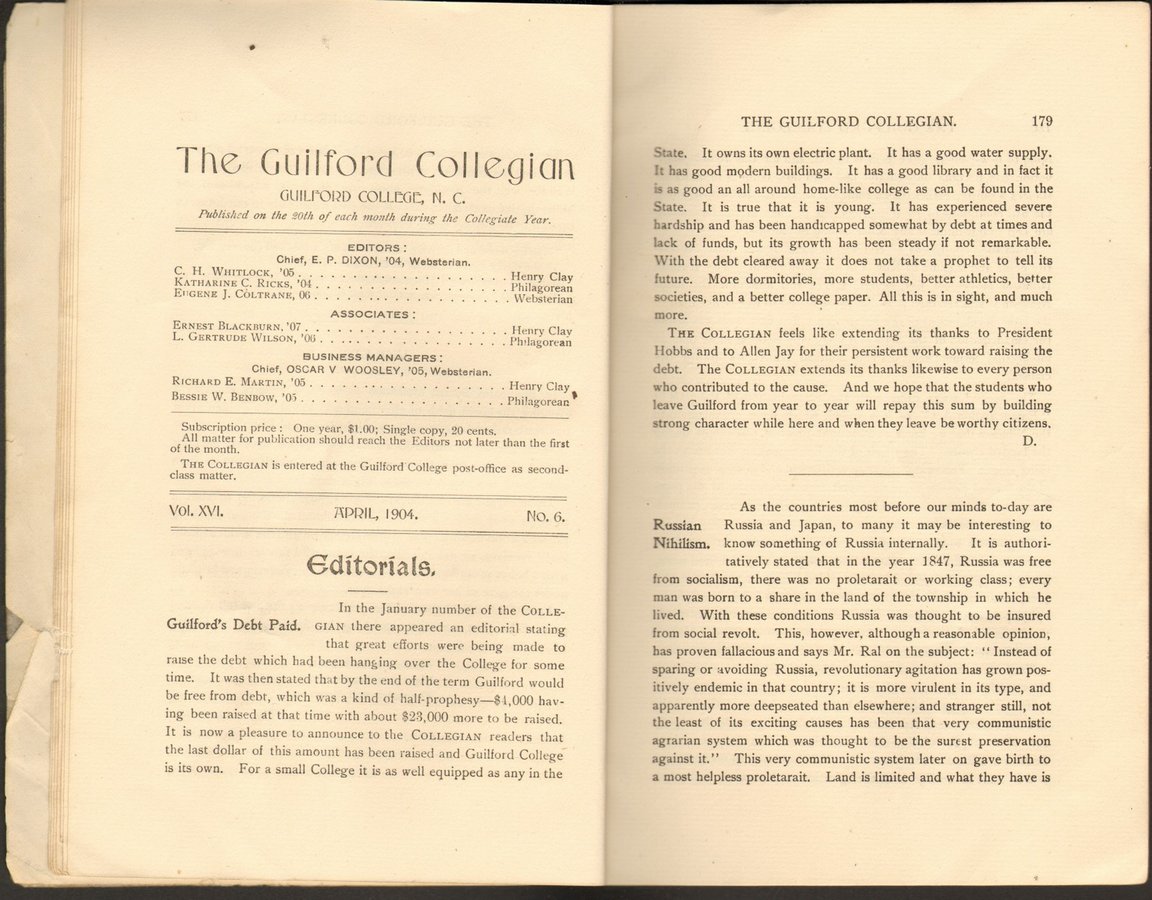 The Guilford Collegian
GUILFORD COLLEGE, N. C.
Published on the 20th of each month during the Collegiate Year.
EDITORS:
Chief, E. P. DIXON, '04, Websterian.
C. H. WHITLOCK, '05. . . . . . . . . . . . . . . . . . . Henry Clay
KATHARINE C. RICKS, '04 . . . . . . . . . . . . . . . . . Philagorean
EUGENE J. COLTRANE, 06 . . . . . . . . . . . . . . . . . Websterian
ASSOCIATES:
ERNEST BLACKBURN, '07 . . . . . . . . . . . . . . . . . . Henry Clay
L. GERTRUDE WILSON, '06 . . . . . . . . . . . . . . . . . Philagorean
BUSINESS MANAGERS:
Chief, OSCAR V WOOSLEY, '05, Websterian.
RICHARD E. MARTIN, '05 . . . . . . . . . . . . . . . . . . Henry Clay
BESSIE W. BENBOW, '05 . . . . . . . . . . . . . . . . . . Philagorean
Subscription price: One year, $1.00; Single copy, 20 cents.
All matter for publication should reach the Editors not later than the first
of the month.
THE COLLEGIAN is entered at the Guilford College post-office as second-
class matter.
Vol. XVI. APRIL, 1904. No. 6.
Editorials.
In the January number of the COLLE-
Guilford's Debt Paid. GIAN there appeared an editorial stating
that great efforts were being made to
raise the debt which had been hanging over the College for some
time. It was then stated that by the end of the term Guilford would
be free from debt, which was a kind of half-prophesy—$4,000 hav-
ing been raised at that time with about $23,000 more to be raised.
It is now a pleasure to announce to the COLLEGIAN readers that
the last dollar of this amount has been raised and Guilford College
is its own. For a small College it is as well equipped as any in the
THE GUILFORD COLLEGIAN. 179
State. It owns its own electric plant. It has a good water supply.
It has good modern buildings. It has a good library and in fact it
is as good an all around home-like college as can be found in the
State. It is true that it is young. It has experienced severe
hardship and has been handicapped somewhat by debt at times and
lack of funds, but its growth has been steady if not remarkable.
With the debt cleared away it does not take a prophet to tell its
future. More dormitories, more students, better athletics, better
societies, and a better college paper. All this is in sight, and much
more.
THE COLLEGIAN feels like extending its thanks to President
Hobbs and to Allen Jay for their persistent work toward raising the
debt. The COLLEGIAN extends its thanks likewise to every person
who contributed to the cause. And we hope that the students who
leave Guilford from year to year will repay this sum by building
strong character while here and when they leave be worthy citizens.
D.
As the countries most before our minds to-day are
Russian Russia and Japan, to many it may be interesting to
Nihilism. know something of Russia internally. It is authori-
tatively stated that in the year 1847, Russia was free
from socialism, there was no proletarait or working class; every
man was born to a share in the land of the township in which he
lived. With these conditions Russia was thought to be insured
from social revolt. This, however, although a reasonable opinion,
has proven fallacious and says Mr. Ral on the subject: "Instead of
sparing or avoiding Russia, revolutionary agitation has grown pos-
itively endemic in that country; it is more virulent in its type, and
apparently more deepseated than elsewhere; and stranger still, not
the least of its exciting causes has been that very communistic
agrarian system which was thought to be the surest preservation
against it." This very communistic system later on gave birth to
a most helpless proletarait. Land is limited and what they have is